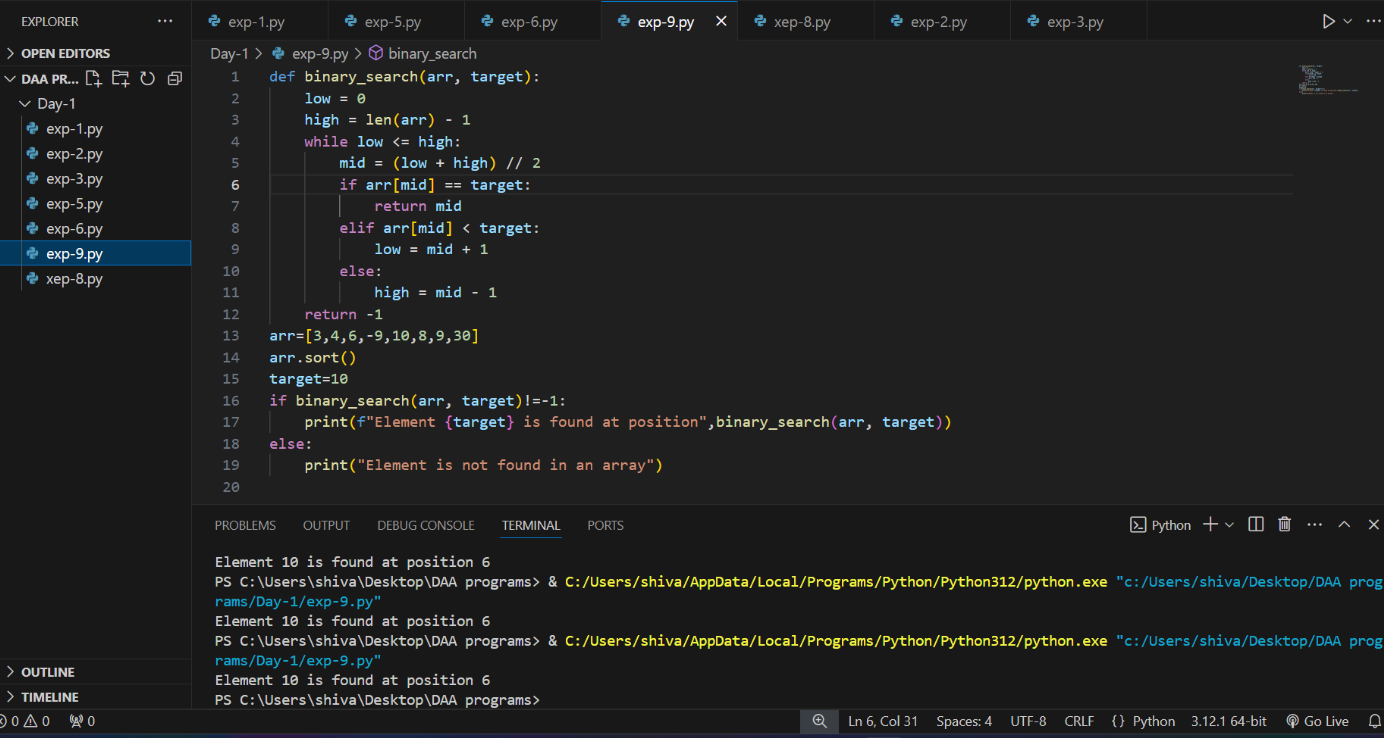 EXPLORER
exp-1.py exp-5.py exp-6.py exp-9.py xep-8.py exp-2.py exp-3.py
OPEN EDITORS
DAA PR...
Day-1
exp-1.py
exp-2.py
exp-3.py
exp-5.py
exp-6.py
exp-9.py
xep-8.py
OUTLINE
TIMELINE
Day-1 > exp-9.py > binary_search
1 def binary_search(arr, target):
2     low = 0
3     high = len(arr) - 1
4     while low <= high:
5         mid = (low + high) // 2
6         if arr[mid] == target:
7             return mid
8         elif arr[mid] < target:
9             low = mid + 1
10         else:
11             high = mid - 1
12     return -1
13 arr=[3,4,6,-9,10,8,9,30]
14 arr.sort()
15 target=10
16 if binary_search(arr, target)!=-1:
17     print(f"Element {target} is found at position",binary_search(arr, target))
18 else:
19     print("Element is not found in an array")
20
PROBLEMS OUTPUT DEBUG CONSOLE TERMINAL PORTS
Python
Element 10 is found at position 6
PS C:\Users\shiva\Desktop\DAA programs> & C:/Users/shiva/AppData/Local/Programs/Python/Python312/python.exe "c:/Users/shiva/Desktop/DAA prog
rams/Day-1/exp-9.py"
Element 10 is found at position 6
PS C:\Users\shiva\Desktop\DAA programs> & C:/Users/shiva/AppData/Local/Programs/Python/Python312/python.exe "c:/Users/shiva/Desktop/DAA prog
rams/Day-1/exp-9.py"
Element 10 is found at position 6
PS C:\Users\shiva\Desktop\DAA programs>
0 0 0 Ln 6, Col 31 Spaces: 4 UTF-8 CRLF {} Python 3.12.1 64-bit Go Live